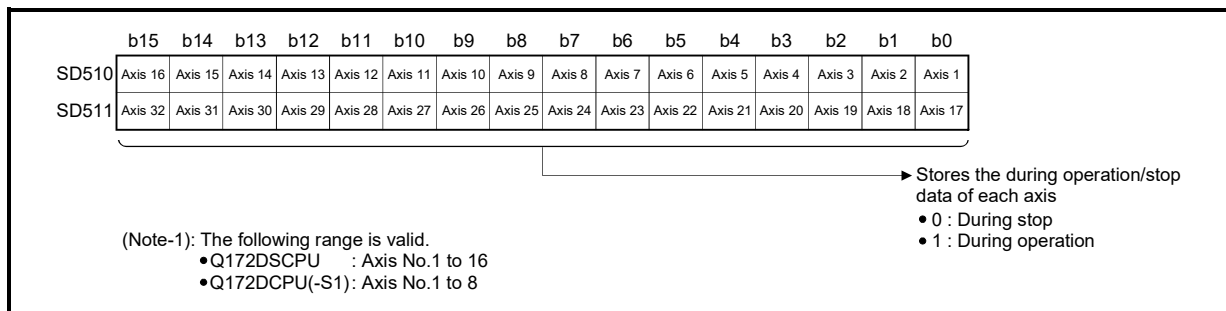 b15 b14 b13 b12 b11 b10 b9 b8 b7 b6 b5 b4 b3 b2 b1 b0
SD510 Axis 16 Axis 15 Axis 14 Axis 13 Axis 12 Axis 11 Axis 10 Axis 9 Axis 8 Axis 7 Axis 6 Axis 5 Axis 4 Axis 3 Axis 2 Axis 1
SD511 Axis 32 Axis 31 Axis 30 Axis 29 Axis 28 Axis 27 Axis 26 Axis 25 Axis 24 Axis 23 Axis 22 Axis 21 Axis 20 Axis 19 Axis 18 Axis 17
Stores the during operation/stop
data of each axis
● 0 : During stop
● 1 : During operation
(Note-1): The following range is valid.
●Q172DSCPU : Axis No.1 to 16
●Q172DCPU(-S1): Axis No.1 to 8